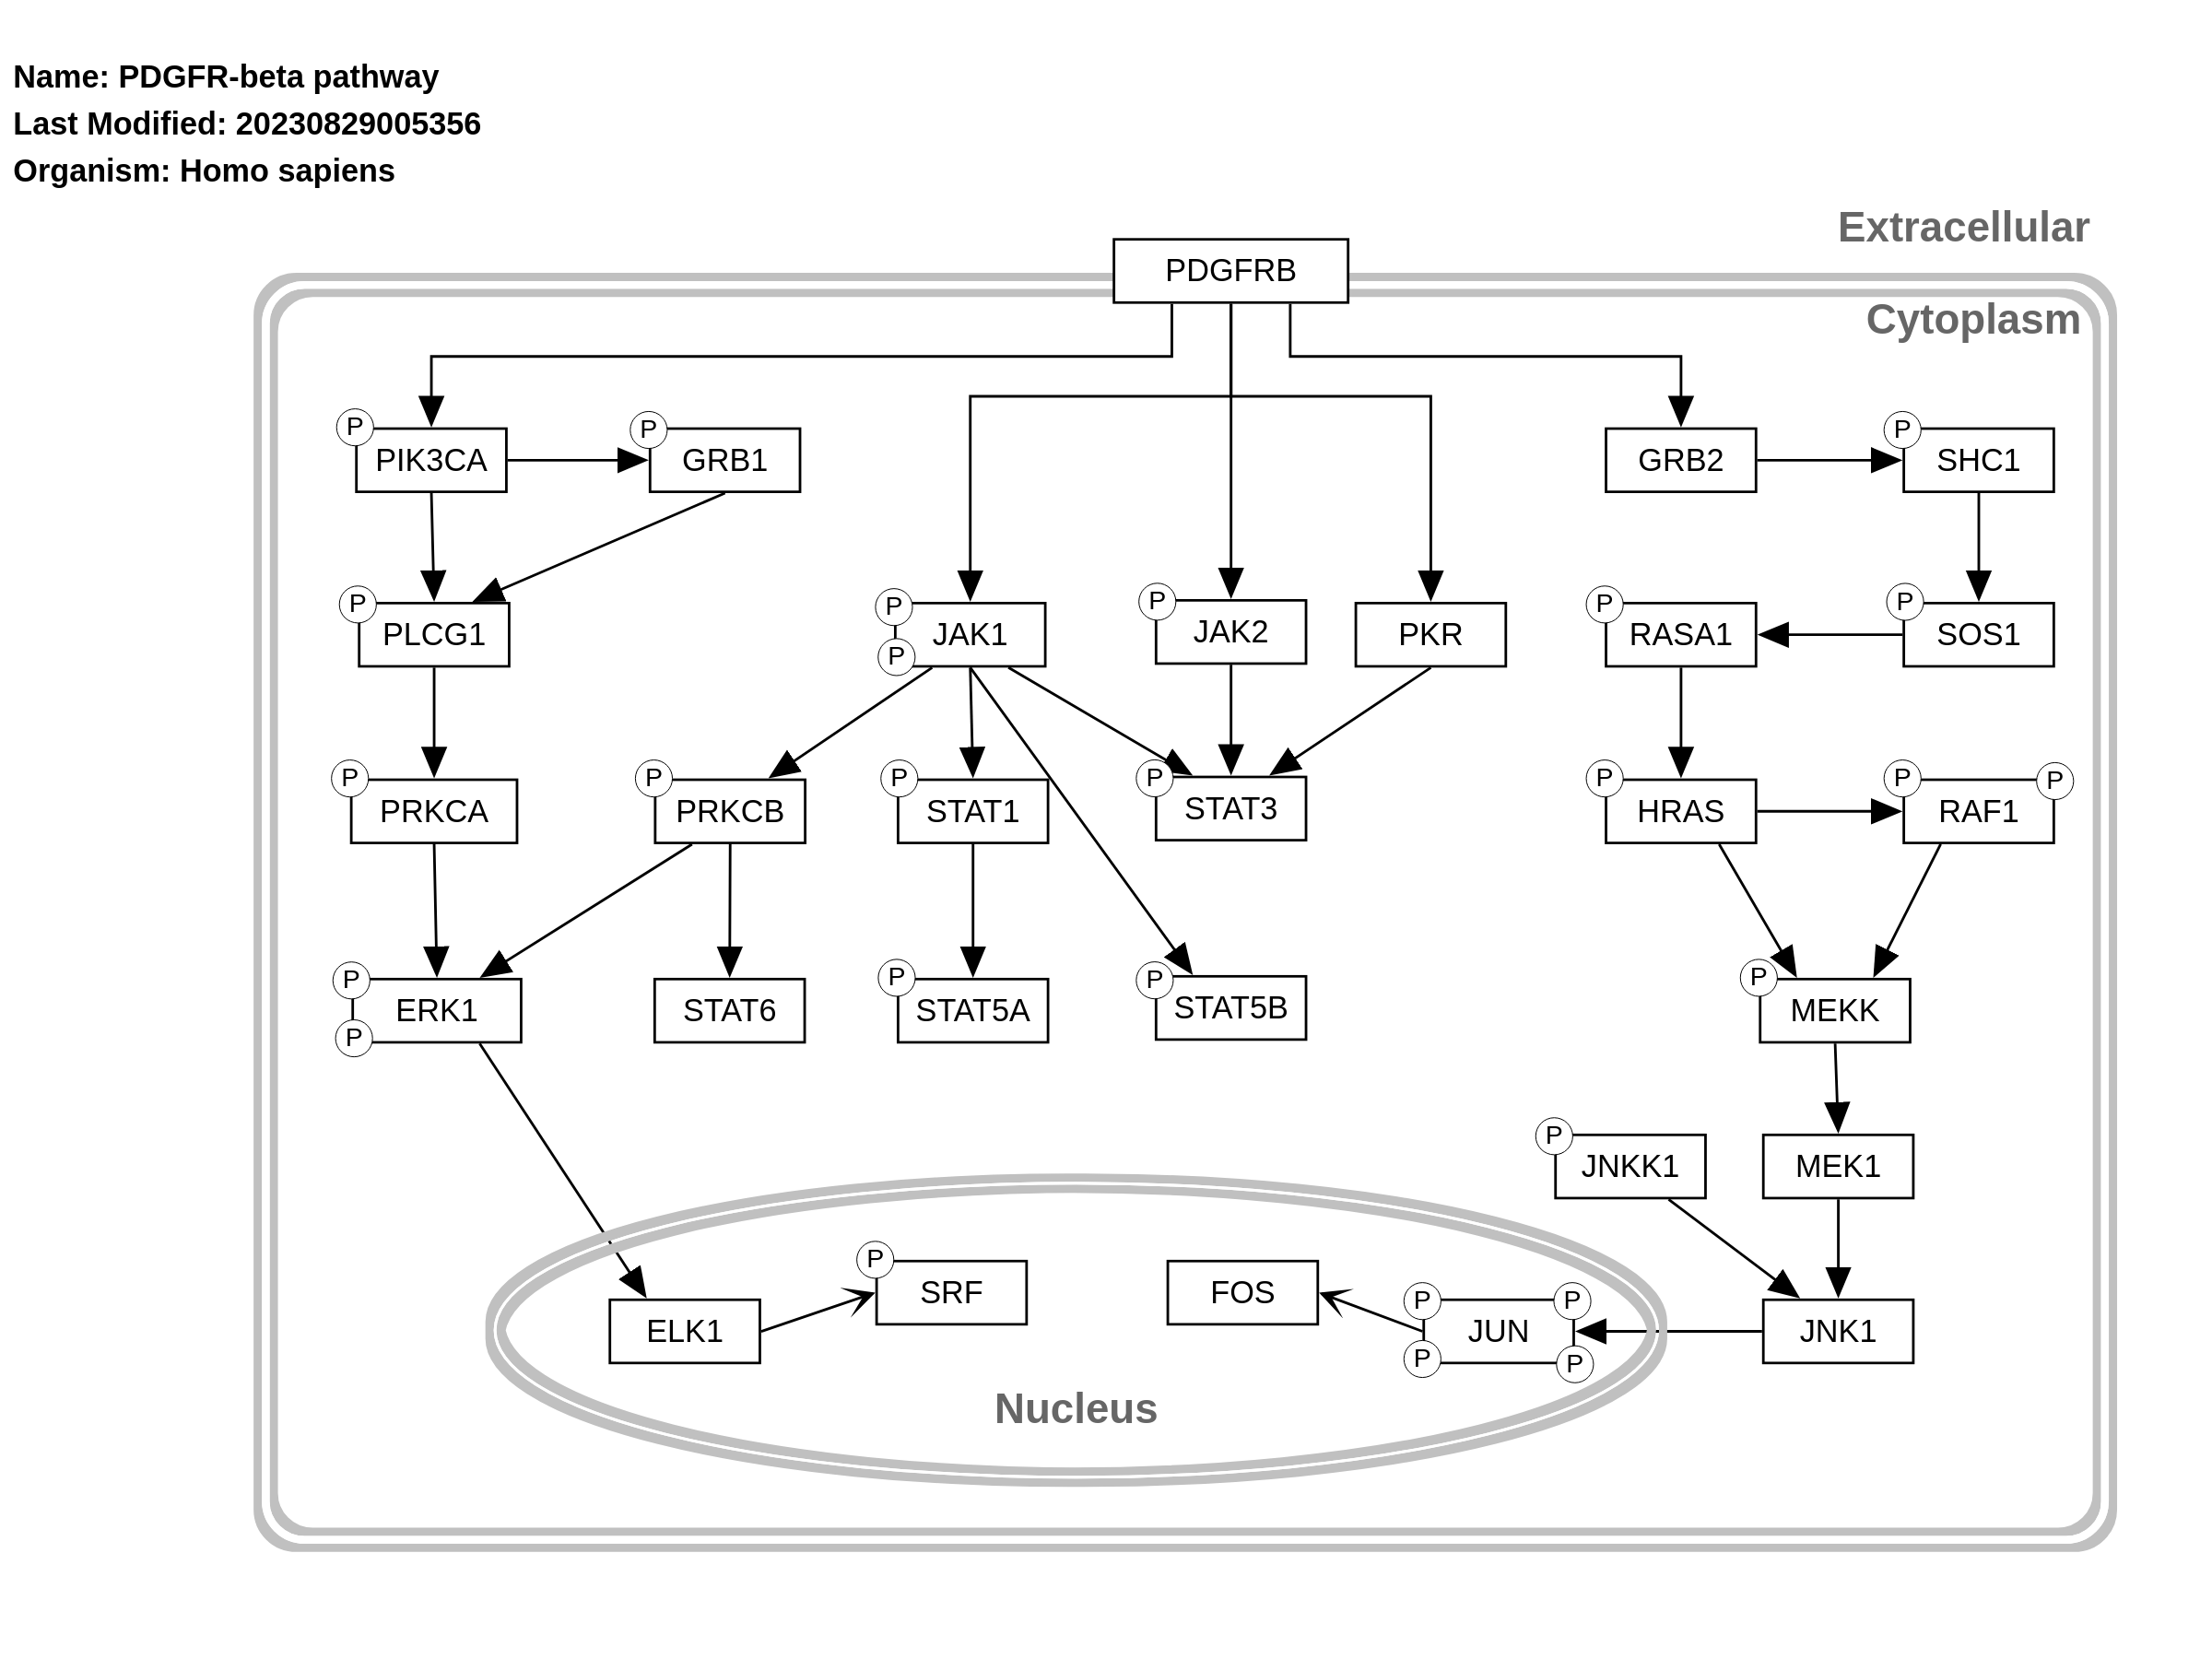 Name: PDGFR-beta pathway
Last Modified: 20230829005356
Organism: Homo sapiens
Extracellular
PDGFRB
Cytoplasm
P P P
PIK3CA GRB1 GRB2 SHC1
P P P P P
PLCG1 JAK1 JAK2 PKR RASA1 SOS1
P
P P P P P P P
PRKCA PRKCB STAT1 STAT3 HRAS RAF1
P P P P
ERK1 STAT6 STAT5A STAT5B MEKK
P
P
JNKK1 MEK1
P
SRF FOS
P P
ELK1 JUN JNK1
P P
Nucleus